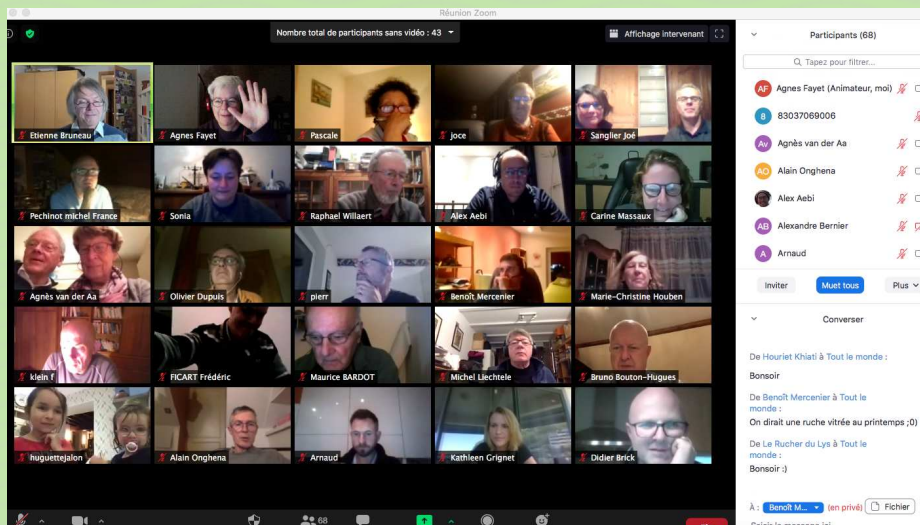 Réunion Zoom
Nombre total de participants sans vidéo : 43
Affichage intervenant
Etienne Bruneau
Agnes Fayet
Pascale
joce
Sanglier Joé
Pechinot michel France
Sonia
Raphael Willaert
Alex Aebi
Carine Massaux
Agnès van der Aa
Olivier Dupuis
pierr
Benoît Mercenier
Marie-Christine Houben
klein f
FICART Frédéric
Maurice BARDOT
Michel Liechtele
Bruno Bouton-Hugues
huguettejalon
Alain Onghena
Arnaud
Kathleen Grignet
Didier Brick
68
Participants (68)
Tapez pour filtrer...
AF Agnes Fayet (Animateur, moi)
8 83037069006
Av Agnès van der Aa
AO Alain Onghena
Alex Aebi
AB Alexandre Bernier
A Arnaud
Inviter
Muet tous
Plus
Converser
De Houriet Khiati à Tout le monde :
Bonsoir
De Benoît Mercenier à Tout le
monde :
On dirait une ruche vitrée au printemps ;0)
De Le Rucher du Lys à Tout le
monde :
Bonsoir :)
À : Benoît M... (en privé) Fichier